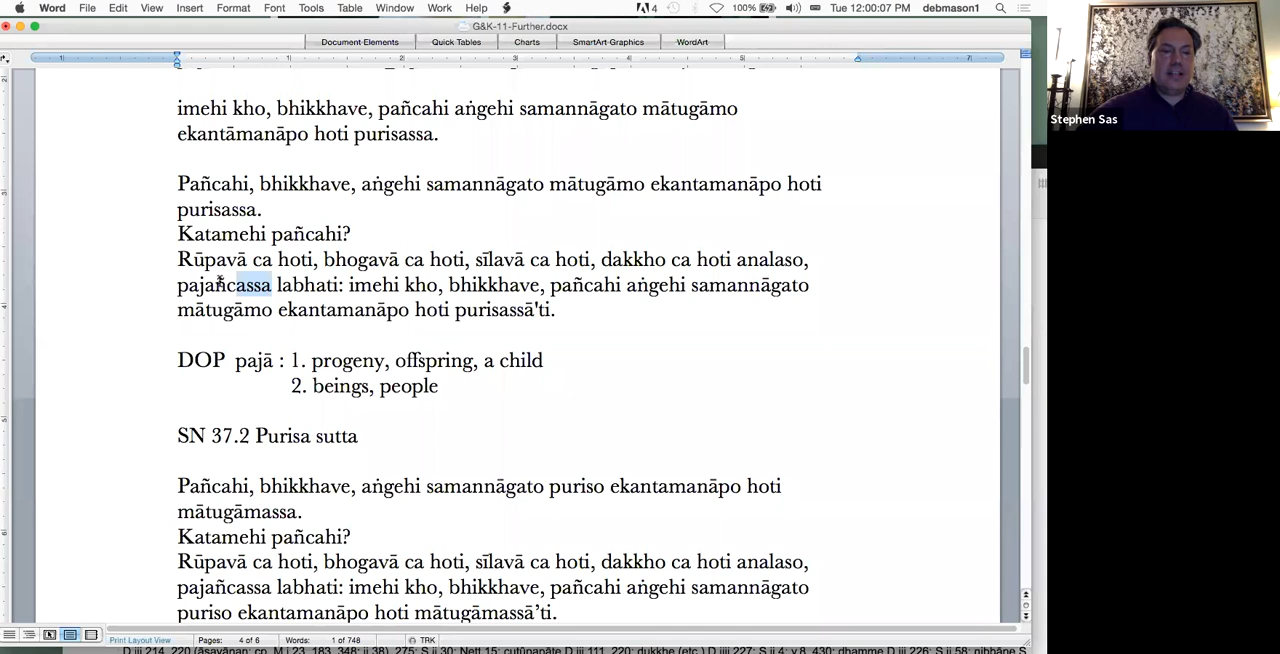 Word File Edit View Insert Format Font Tools Table Window Work Help 4 100% Tue 12:00:07 PM debmason1
G&K-11-Further.docx
Document Elements Quick Tables Charts SmartArt Graphics WordArt
imehi kho, bhikkhave, pañcahi aṅgehi samannāgato mātugāmo
ekantāmanāpo hoti purisassa.
Pañcahi, bhikkhave, aṅgehi samannāgato mātugāmo ekantamanāpo hoti
purisassa.
Katamehi pañcahi?
Rūpavā ca hoti, bhogavā ca hoti, sīlavā ca hoti, dakkho ca hoti analaso,
pajañcassa labhati: imehi kho, bhikkhave, pañcahi aṅgehi samannāgato
mātugāmo ekantamanāpo hoti purisassā'ti.
DOP pajā : 1. progeny, offspring, a child
2. beings, people
SN 37.2 Purisa sutta
Pañcahi, bhikkhave, aṅgehi samannāgato puriso ekantamanāpo hoti
mātugāmassa.
Katamehi pañcahi?
Rūpavā ca hoti, bhogavā ca hoti, sīlavā ca hoti, dakkho ca hoti analaso,
pajañcassa labhati: imehi kho, bhikkhave, pañcahi aṅgehi samannāgato
puriso ekantamanāpo hoti mātugāmassā’ti.
Print Layout View Pages: 4 of 6 Words: 1 of 748 TRK
Stephen Sas